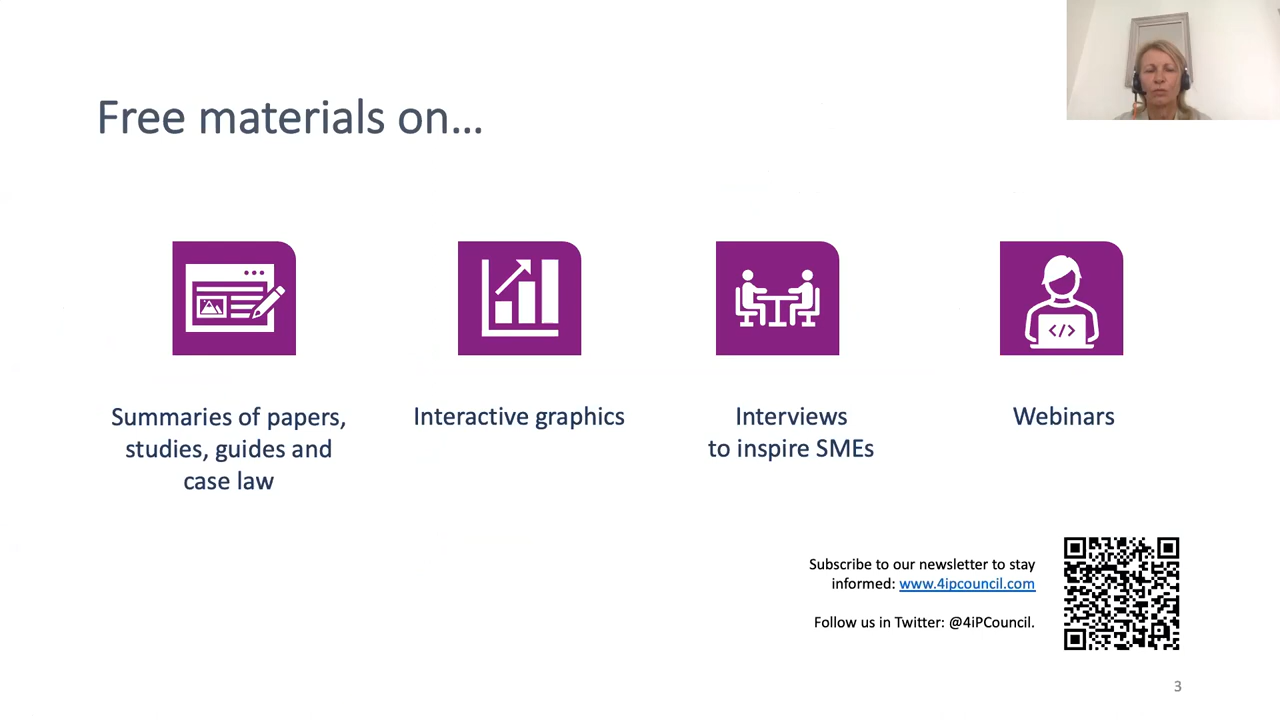 Free materials on…
Summaries of papers,
studies, guides and
case law
Interactive graphics
Interviews
to inspire SMEs
</>
Webinars
Subscribe to our newsletter to stay
informed: www.4ipcouncil.com
Follow us in Twitter: @4iPCouncil.
3